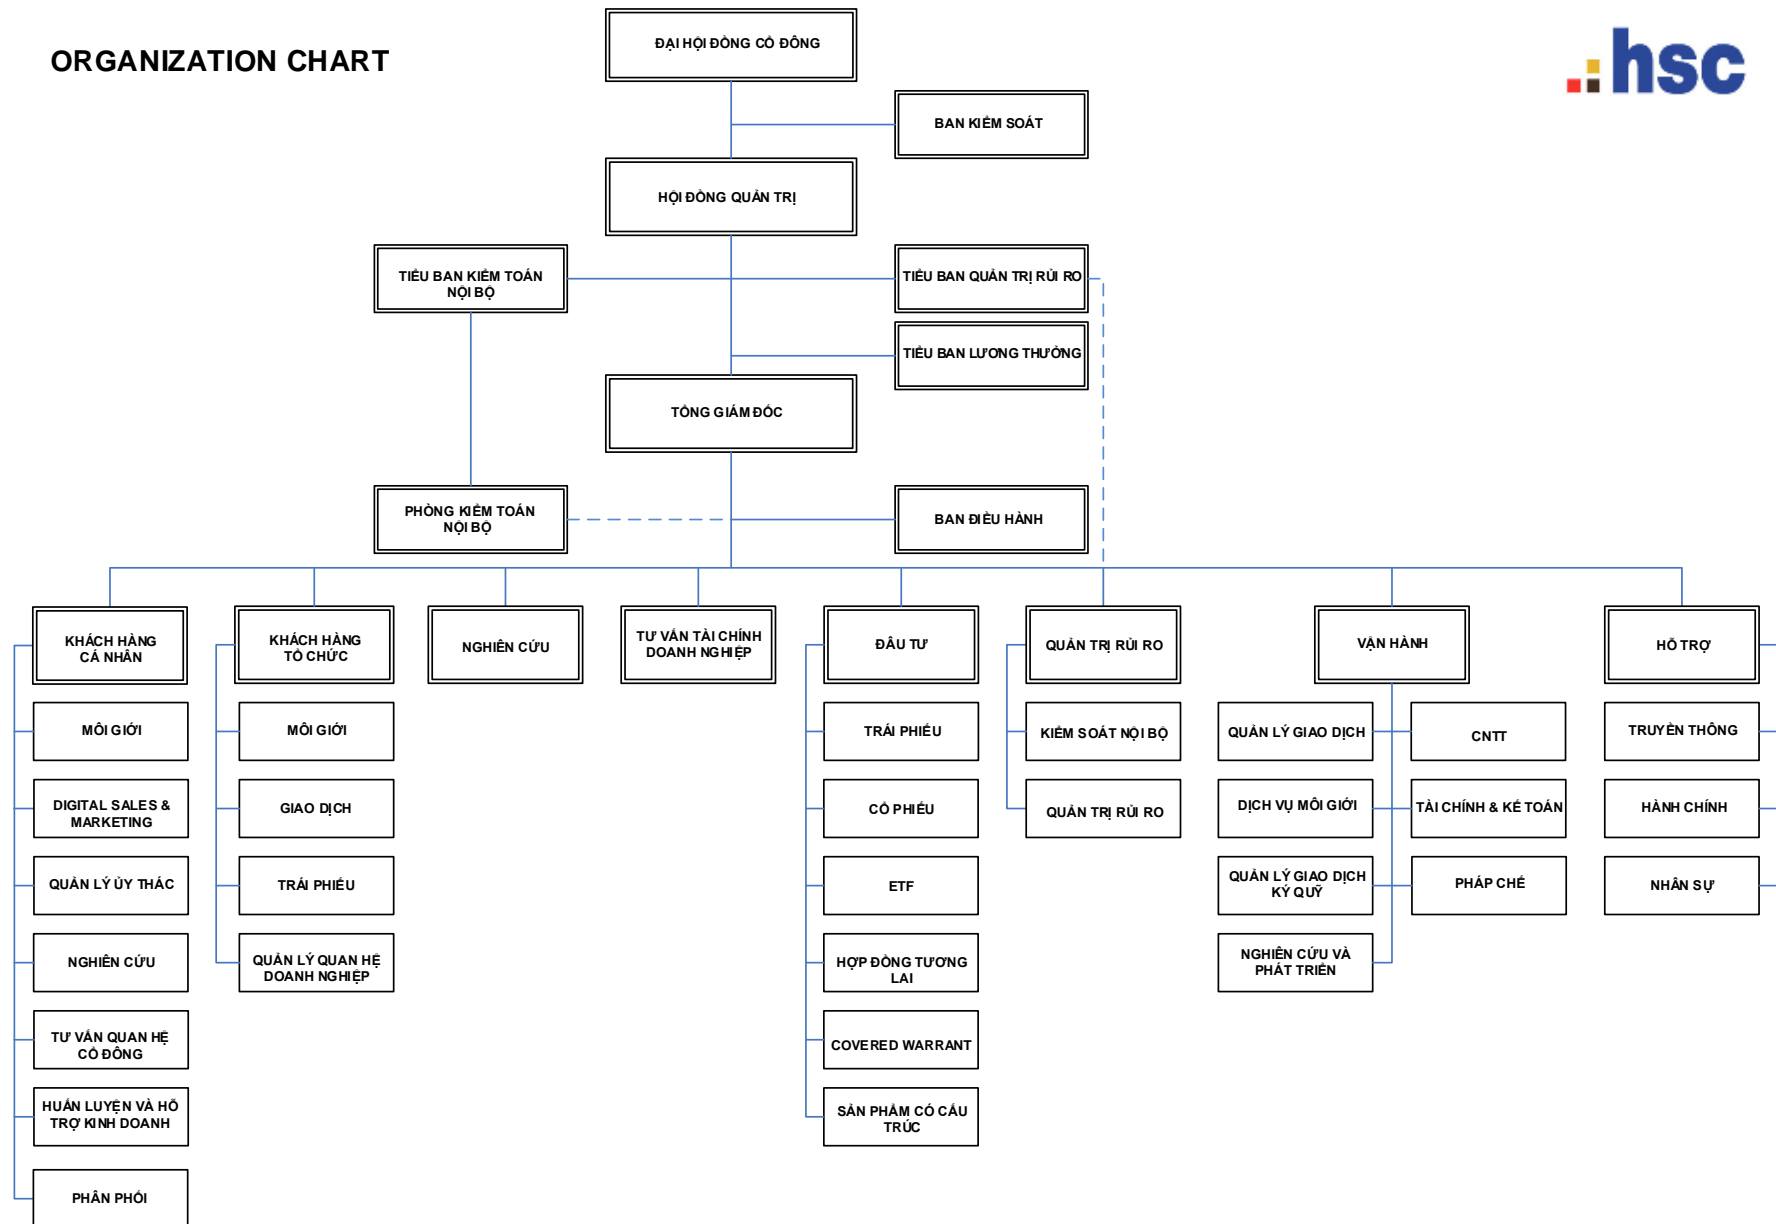 ORGANIZATION CHART
hsc
ĐẠI HỘI ĐỒNG CỔ ĐÔNG
BAN KIỂM SOÁT
HỘI ĐỒNG QUẢN TRỊ
TIỂU BAN KIỂM TOÁN
NỘI BỘ
TIỂU BAN QUẢN TRỊ RỦI RO
TIỂU BAN LƯƠNG THƯỞNG
TỔNG GIÁM ĐỐC
PHÒNG KIỂM TOÁN
NỘI BỘ
BAN ĐIỀU HÀNH
KHÁCH HÀNG
CÁ NHÂN
MÔI GIỚI
DIGITAL SALES &
MARKETING
QUẢN LÝ ỦY THÁC
NGHIÊN CỨU
TƯ VẤN QUAN HỆ
CỔ ĐÔNG
HUẤN LUYỆN VÀ HỖ
TRỢ KINH DOANH
PHÂN PHỐI
KHÁCH HÀNG
TỔ CHỨC
MÔI GIỚI
GIAO DỊCH
TRÁI PHIẾU
QUẢN LÝ QUAN HỆ
DOANH NGHIỆP
NGHIÊN CỨU
TƯ VẤN TÀI CHÍNH
DOANH NGHIỆP
ĐẦU TƯ
TRÁI PHIẾU
CỔ PHIẾU
ETF
HỢP ĐỒNG TƯƠNG
LAI
COVERED WARRANT
SẢN PHẨM CÓ CẤU
TRÚC
QUẢN TRỊ RỦI RO
KIỂM SOÁT NỘI BỘ
QUẢN TRỊ RỦI RO
VẬN HÀNH
QUẢN LÝ GIAO DỊCH
DỊCH VỤ MÔI GIỚI
QUẢN LÝ GIAO DỊCH
KÝ QUỸ
NGHIÊN CỨU VÀ
PHÁT TRIỂN
CNTT
TÀI CHÍNH & KẾ TOÁN
PHÁP CHẾ
HỖ TRỢ
TRUYỀN THÔNG
HÀNH CHÍNH
NHÂN SỰ